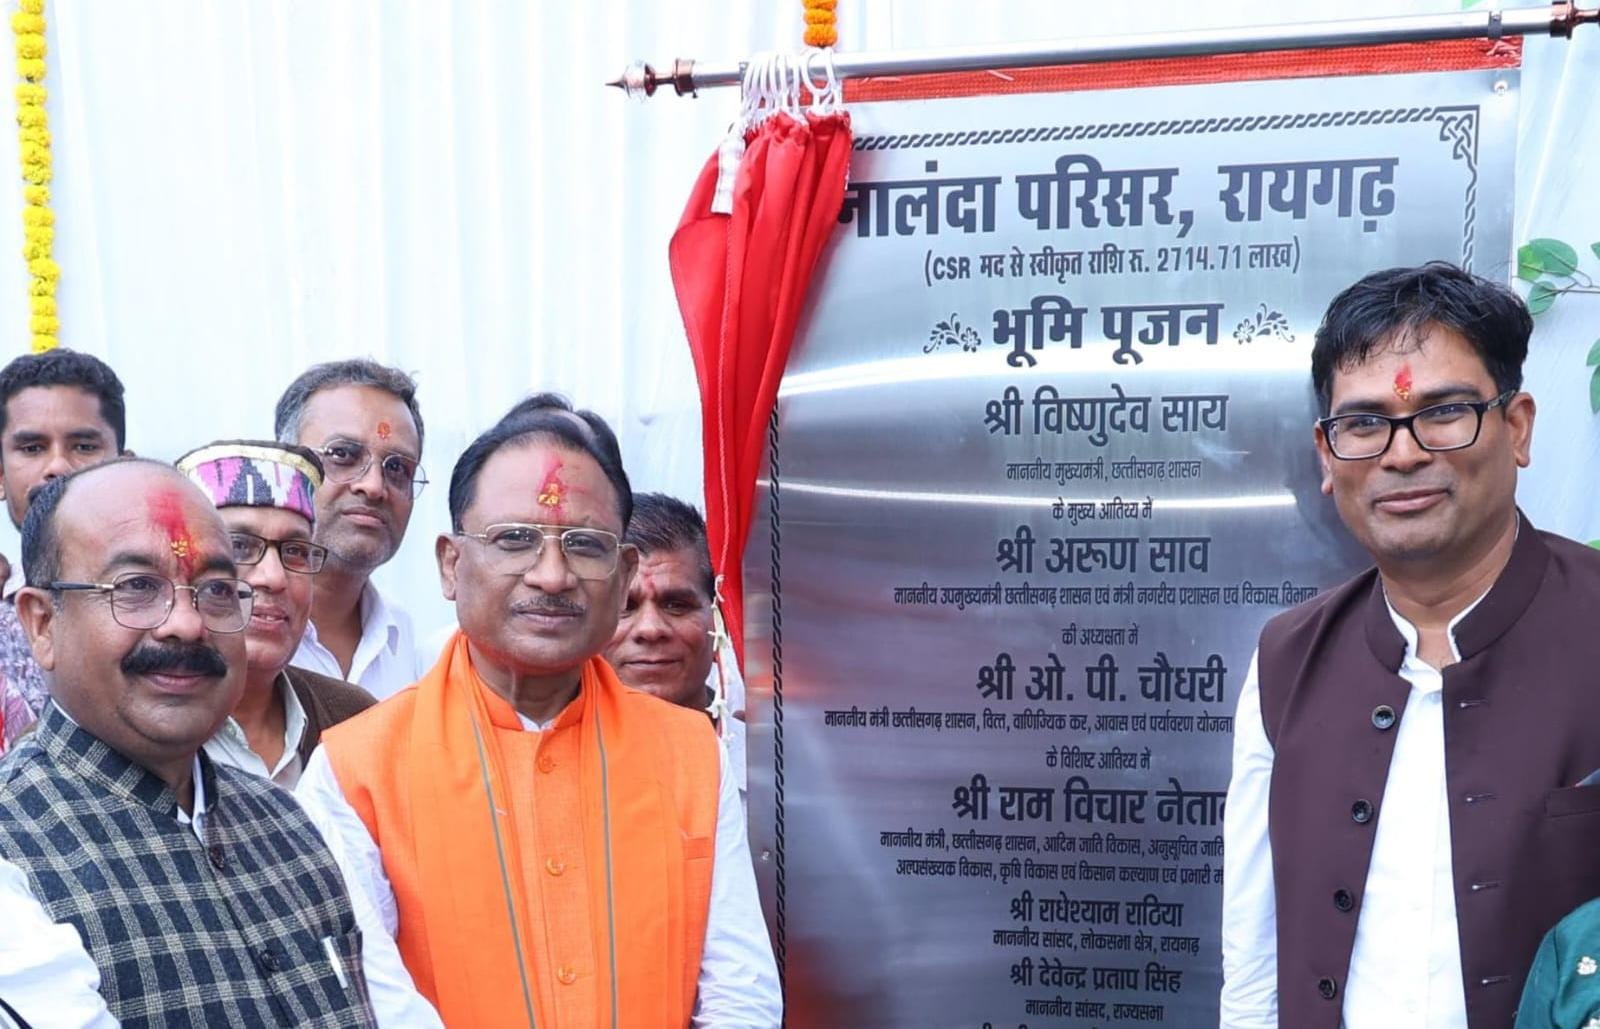 नालंदा परिसर, रायगढ़
(CSR मद से स्वीकृत राशि रु. 2714.71 लाख)
भूमि पूजन
श्री विष्णुदेव साय
माननीय मुख्यमंत्री, छत्तीसगढ़ शासन
के मुख्य आतिथ्य में
श्री अरूण साव
माननीय उपमुख्यमंत्री छत्तीसगढ़ शासन एवं मंत्री नगरीय प्रशासन एवं विकास विभाग
की अध्यक्षता में
श्री ओ. पी. चौधरी
माननीय मंत्री छत्तीसगढ़ शासन, वित्त, वाणिज्यिक कर, आवास एवं पर्यावरण योजना
के विशिष्ट आतिथ्य में
श्री राम विचार नेताम
माननीय मंत्री, छत्तीसगढ़ शासन, आदिम जाति विकास, अनुसूचित जाति
अल्पसंख्यक विकास, कृषि विकास एवं किसान कल्याण एवं प्रभारी
श्री राधेश्याम राठिया
माननीय सांसद, लोकसभा क्षेत्र, रायगढ़
श्री देवेन्द्र प्रताप सिंह
माननीय सांसद, राज्यसभा